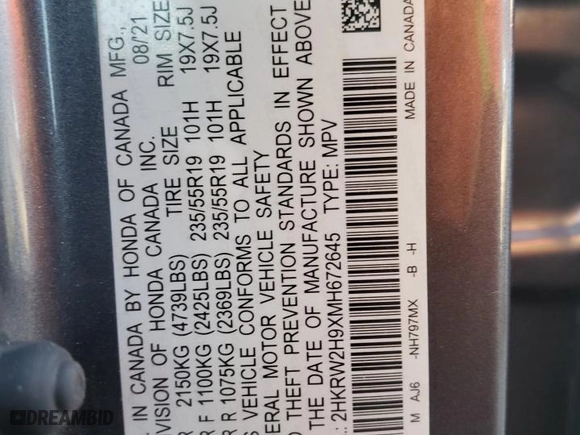 IN CANADA BY HONDA OF CANADA MFG.,
VISION OF HONDA CANADA INC. 08/21
TIRE SIZE RIM SIZE
R 2150KG (4739LBS)
R F 1100KG (2425LBS) 235/55R19 101H 19X7.5J
R R 1075KG (2369LBS) 235/55R19 101H 19X7.5J
S VEHICLE CONFORMS TO ALL APPLICABLE
ERAL MOTOR VEHICLE SAFETY
D THEFT PREVENTION STANDARDS IN EFFECT
THE DATE OF MANUFACTURE SHOWN ABOVE
.: 2HKRW2H9XMH672645 TYPE: MPV
M AJ6 -NH797MX -B -H MADE IN CANADA
DREAMBID